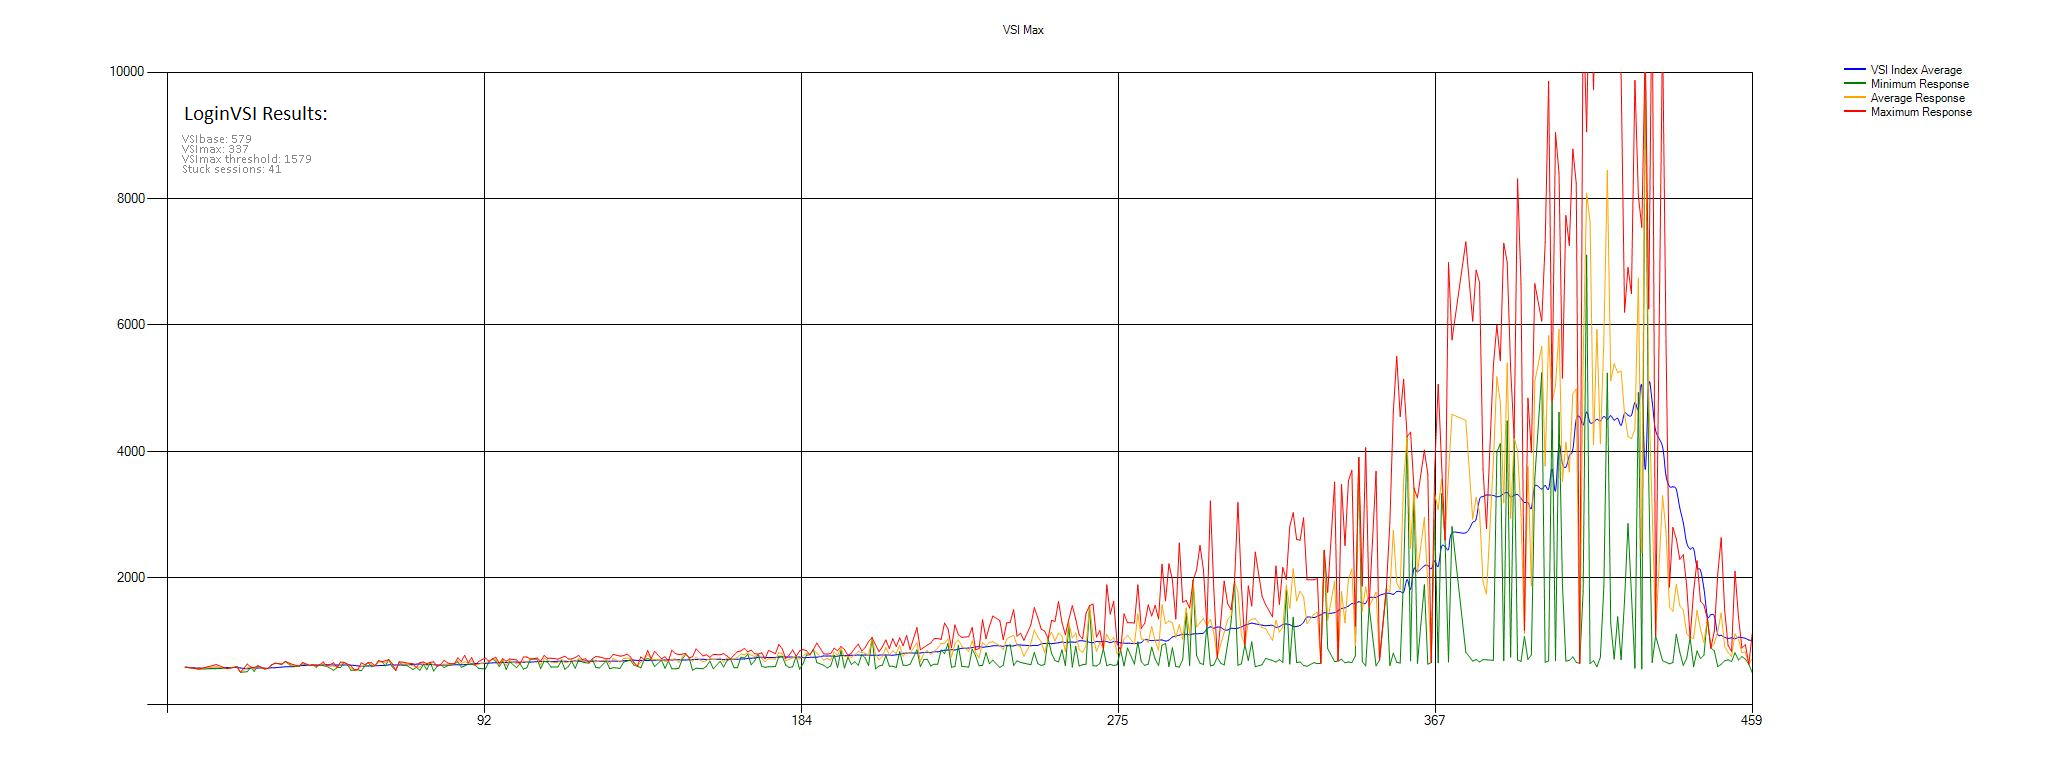 VSI Max
10000
8000
6000
4000
2000
LoginVSI Results:
VSIbase: 579
VSImax: 337
VSImax threshold: 1579
Stuck sessions: 41
92
184
275
367
459
VSI Index Average
Minimum Response
Average Response
Maximum Response